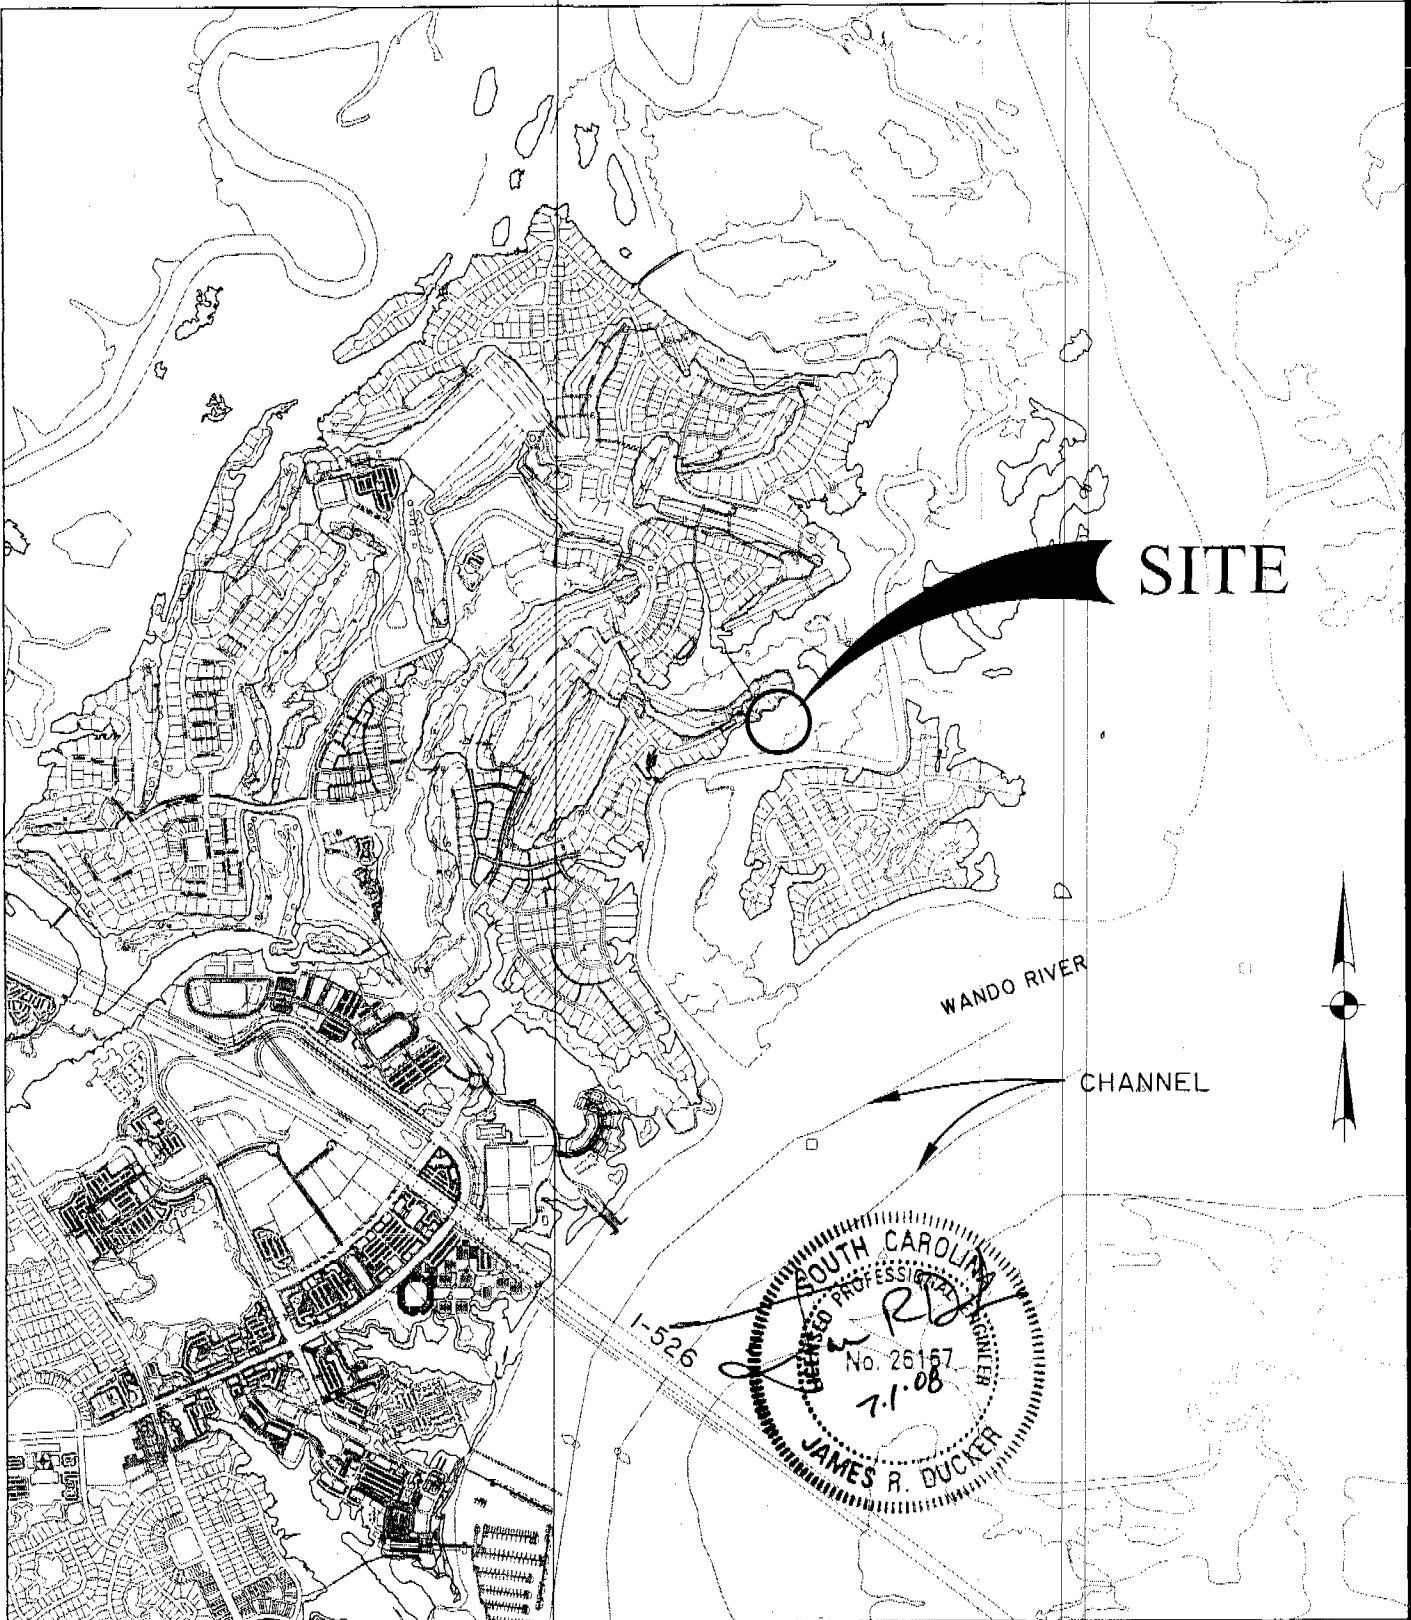 SITE
WANDO RIVER
CHANNEL
I-526
SOUTH CAROLINA
LICENSED PROFESSIONAL ENGINEER
No. 26167
7.1.08
JAMES R. DUCKER